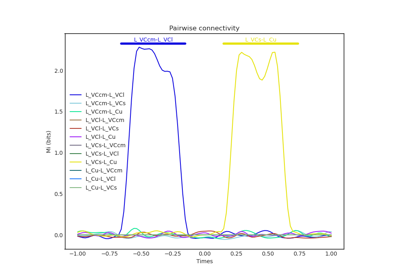 Pairwise connectivity
L_VCcm-L_VCl
L_VCs-L_Cu
Mi (bits)
2.0
1.5
1.0
0.5
0.0
L_VCcm-L_VCl
L_VCcm-L_VCs
L_VCcm-L_Cu
L_VCl-L_VCcm
L_VCl-L_VCs
L_VCl-L_Cu
L_VCs-L_VCcm
L_VCs-L_VCl
L_VCs-L_Cu
L_Cu-L_VCcm
L_Cu-L_VCl
L_Cu-L_VCs
−1.00 −0.75 −0.50 −0.25 0.00 0.25 0.50 0.75 1.00
Times